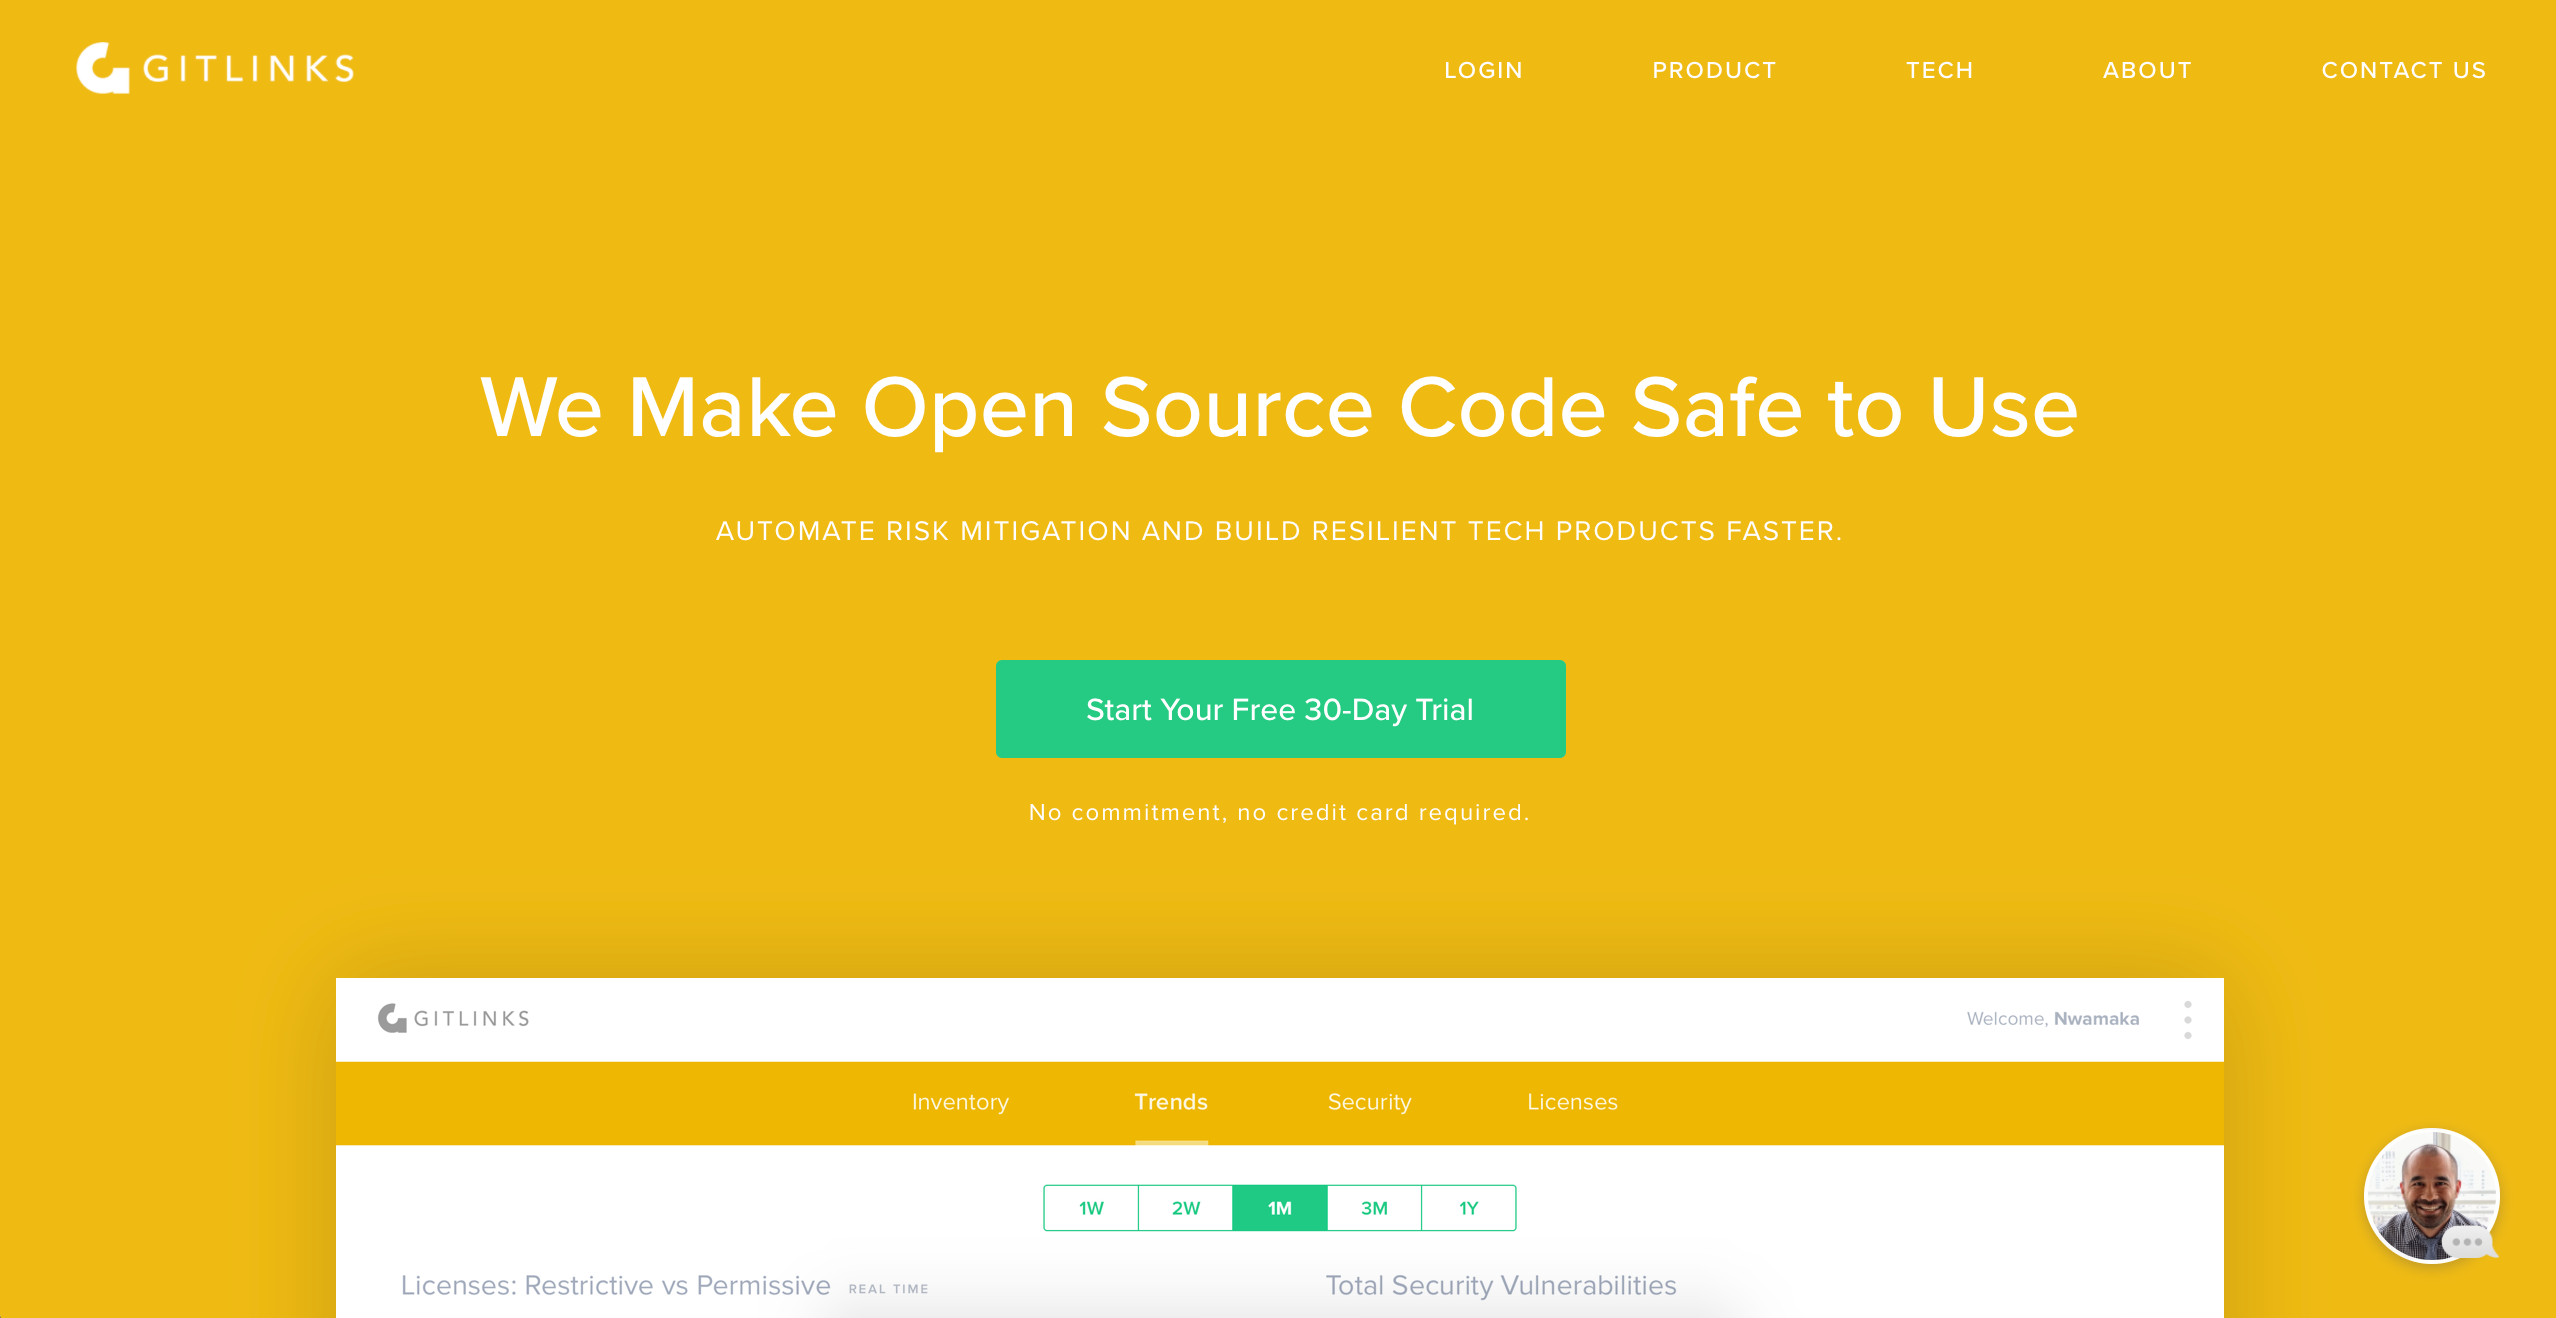 GITLINKS
LOGIN PRODUCT TECH ABOUT CONTACT US
We Make Open Source Code Safe to Use
AUTOMATE RISK MITIGATION AND BUILD RESILIENT TECH PRODUCTS FASTER.
Start Your Free 30-Day Trial
No commitment, no credit card required.
GITLINKS
Welcome, Nwamaka
Inventory Trends Security Licenses
1W 2W 1M 3M 1Y
Licenses: Restrictive vs Permissive REAL TIME
Total Security Vulnerabilities